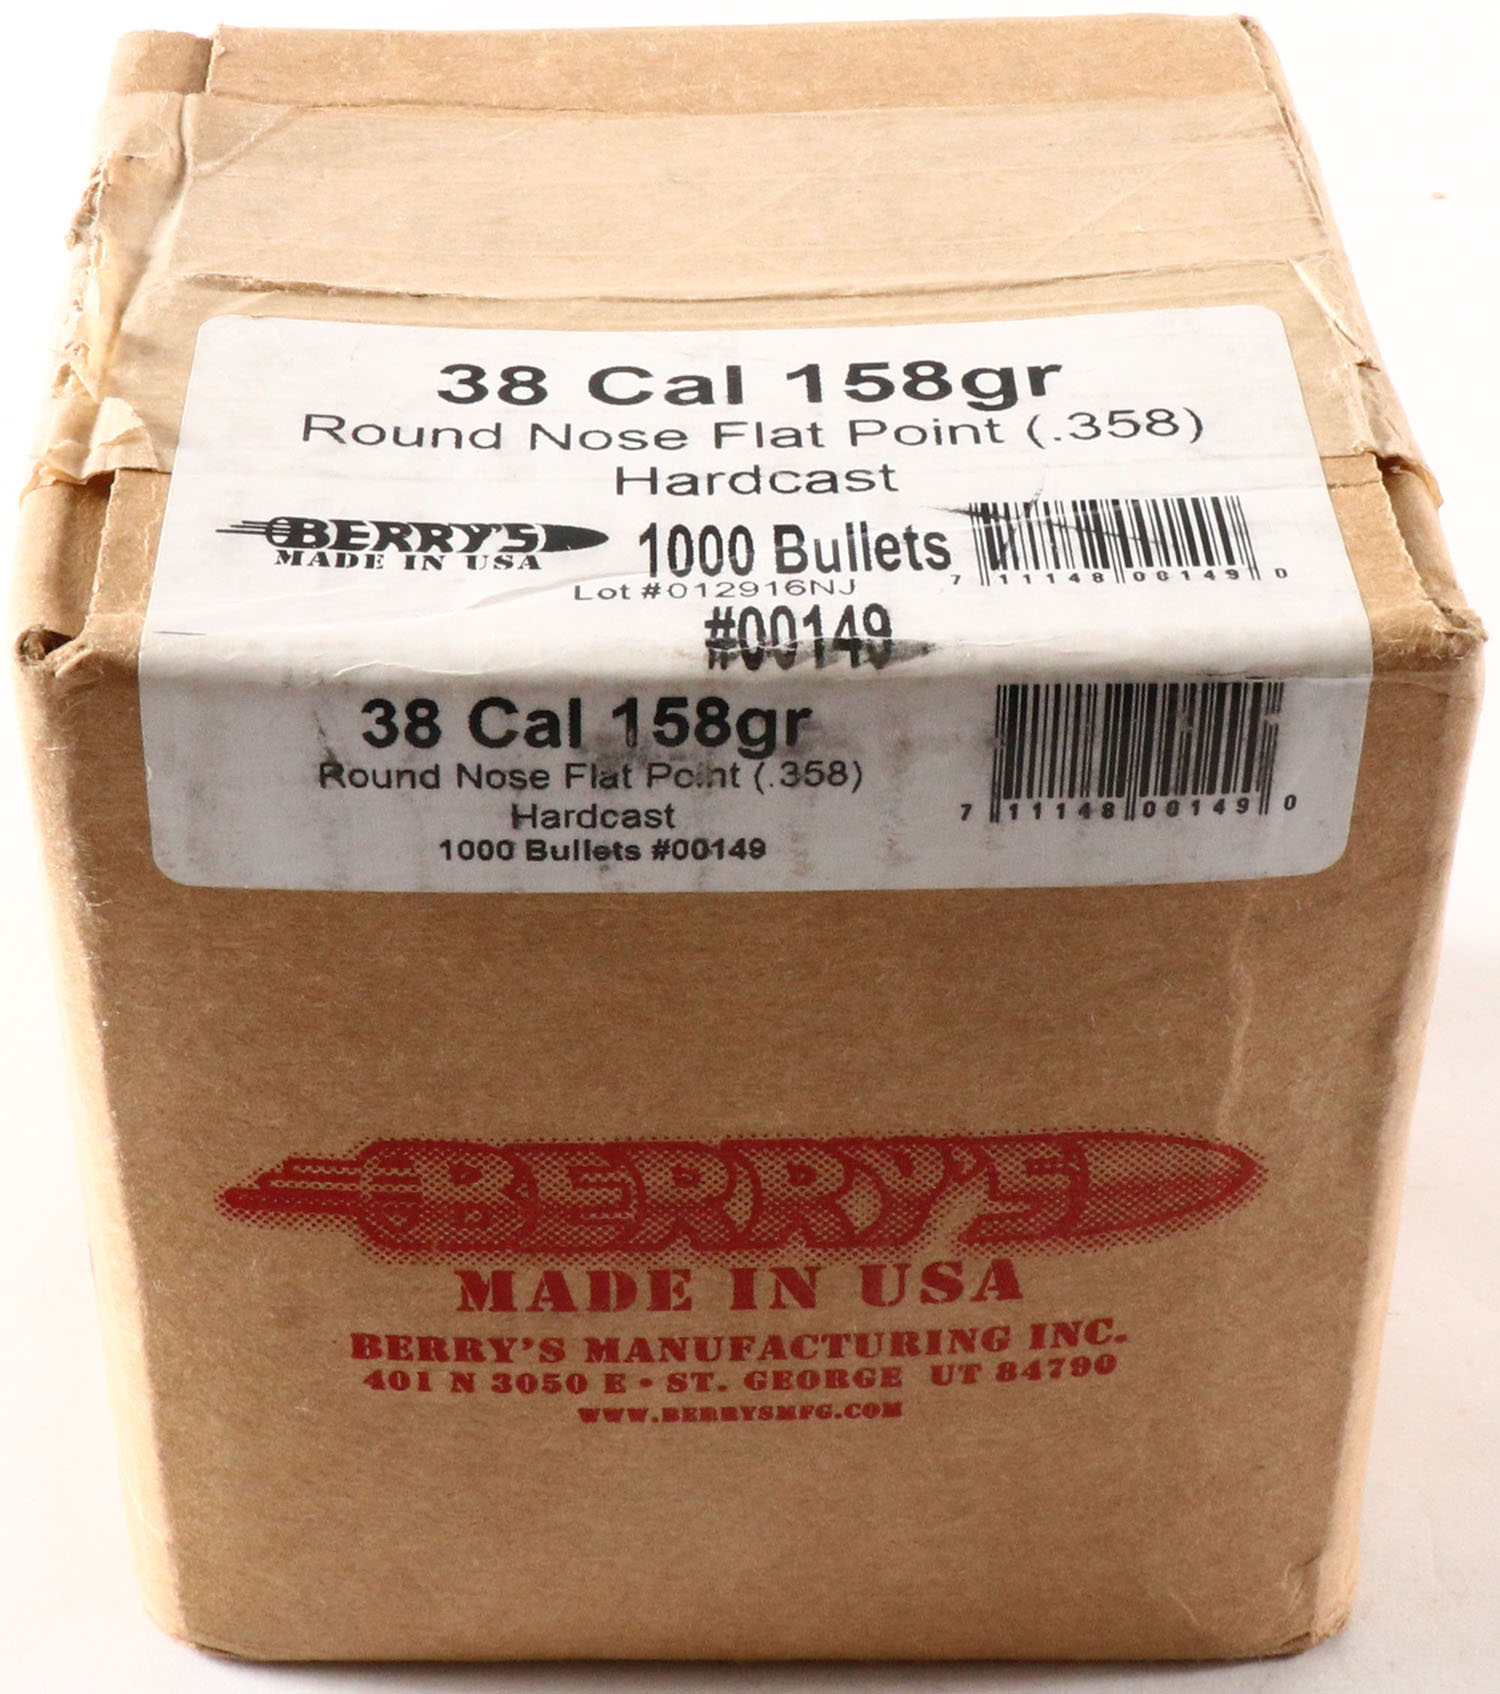 38 Cal 158gr
Round Nose Flat Point (.358)
Hardcast
BERRY'S
MADE IN USA
1000 Bullets
Lot #012916NJ
#00149
7 11148 00149 0
38 Cal 158gr
Round Nose Flat Point (.358)
Hardcast
1000 Bullets #00149
7 11148 00149 0
BERRY'S
MADE IN USA
BERRY'S MANUFACTURING INC.
401 N 3050 E • ST. GEORGE UT 84790
WWW.BERRYSMFG.COM